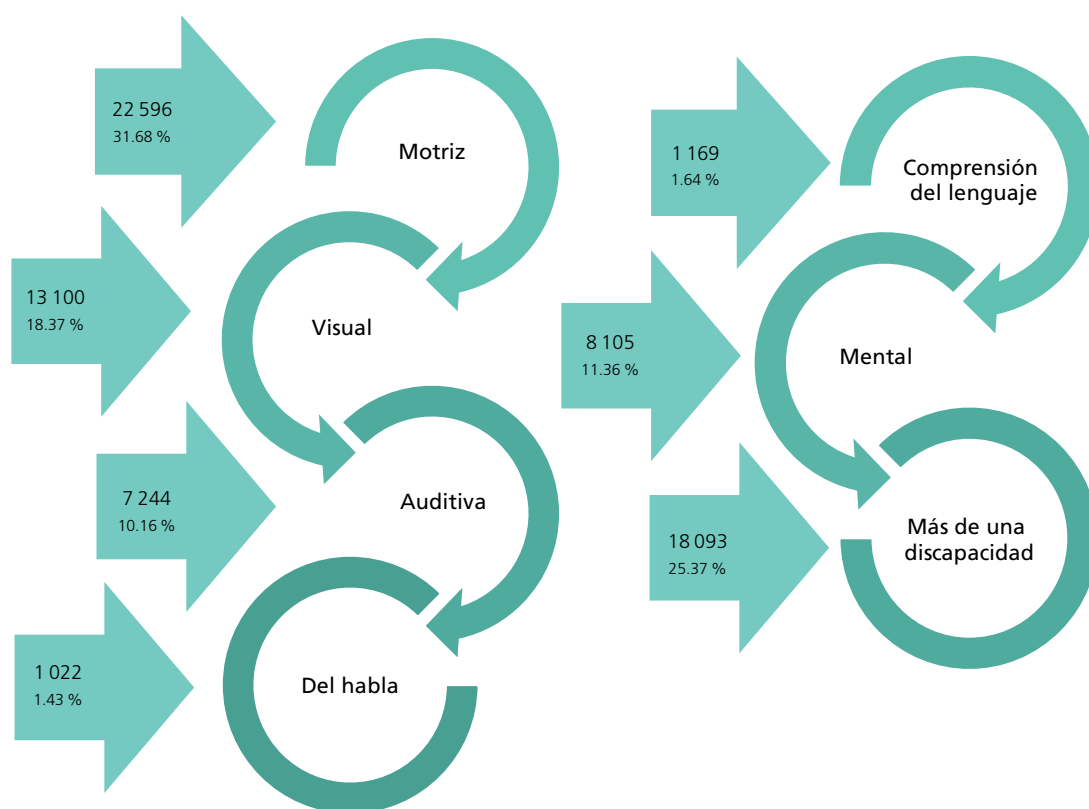 22 596
31.68 %
Motriz
13 100
18.37 %
Visual
7 244
10.16 %
Auditiva
1 022
1.43 %
Del habla
1 169
1.64 %
Comprensión
del lenguaje
8 105
11.36 %
Mental
18 093
25.37 %
Más de una
discapacidad